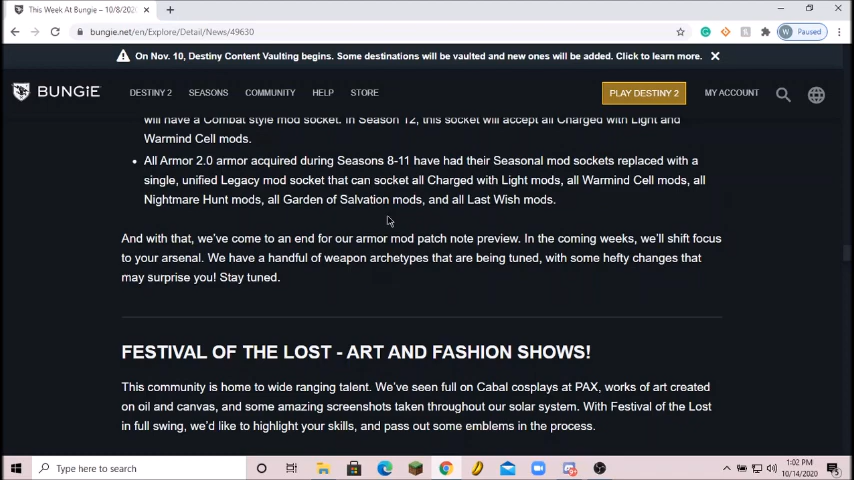 This Week At Bungie – 10/8/2020
bungie.net/en/Explore/Detail/News/49630
Paused
On Nov. 10, Destiny Content Vaulting begins. Some destinations will be vaulted and new ones will be added. Click to learn more.
BUNGIE
DESTINY 2
SEASONS
COMMUNITY
HELP
STORE
PLAY DESTINY 2
MY ACCOUNT
will have a Combat style mod socket. In Season 12, this socket will accept all Charged with Light and
Warmind Cell mods.
• All Armor 2.0 armor acquired during Seasons 8-11 have had their Seasonal mod sockets replaced with a
single, unified Legacy mod socket that can socket all Charged with Light mods, all Warmind Cell mods, all
Nightmare Hunt mods, all Garden of Salvation mods, and all Last Wish mods.
And with that, we've come to an end for our armor mod patch note preview. In the coming weeks, we'll shift focus
to your arsenal. We have a handful of weapon archetypes that are being tuned, with some hefty changes that
may surprise you! Stay tuned.
FESTIVAL OF THE LOST - ART AND FASHION SHOWS!
This community is home to wide ranging talent. We've seen full on Cabal cosplays at PAX, works of art created
on oil and canvas, and some amazing screenshots taken throughout our solar system. With Festival of the Lost
in full swing, we'd like to highlight your skills, and pass out some emblems in the process.
Type here to search
1:02 PM
10/14/2020